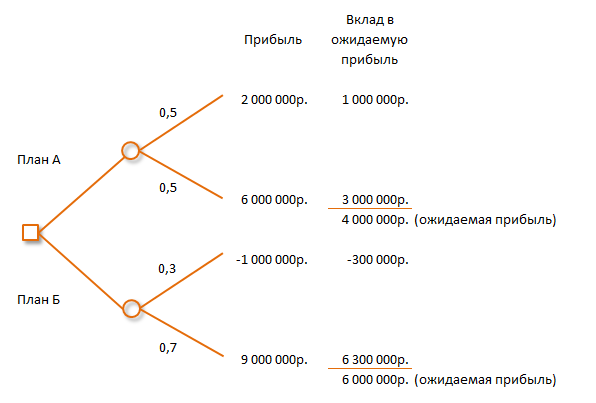 Вклад в
Прибыль ожидаемую
прибыль
0,5 2 000 000р. 1 000 000р.
План А
0,5 6 000 000р. 3 000 000р.
4 000 000р. (ожидаемая прибыль)
0,3 -1 000 000р. -300 000р.
План Б
0,7 9 000 000р. 6 300 000р.
6 000 000р. (ожидаемая прибыль)